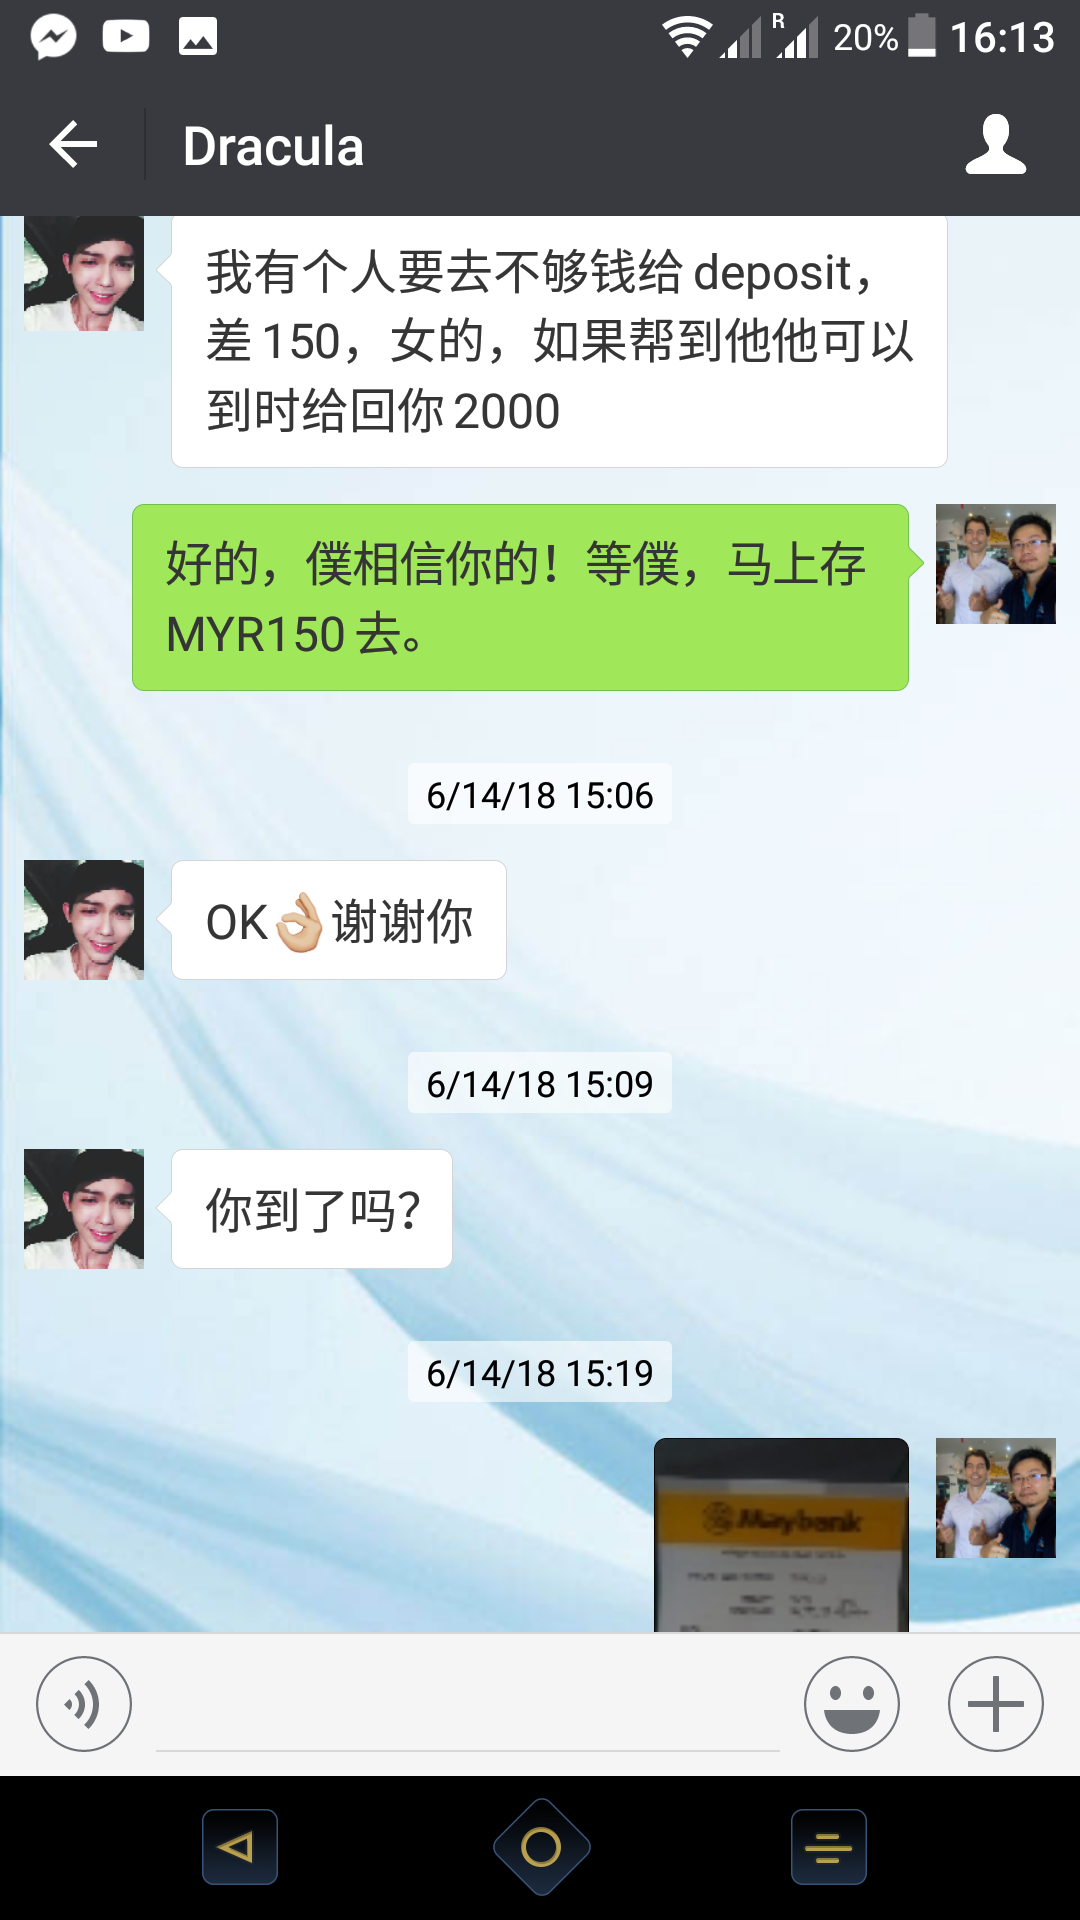 R 20% 16:13
Dracula
我有个人要去不够钱给 deposit，
差 150，女的，如果帮到他他可以
到时给回你 2000
好的，僕相信你的！等僕，马上存
MYR150 去。
6/14/18 15:06
OK👌🏼谢谢你
6/14/18 15:09
你到了吗？
6/14/18 15:19
Maybank